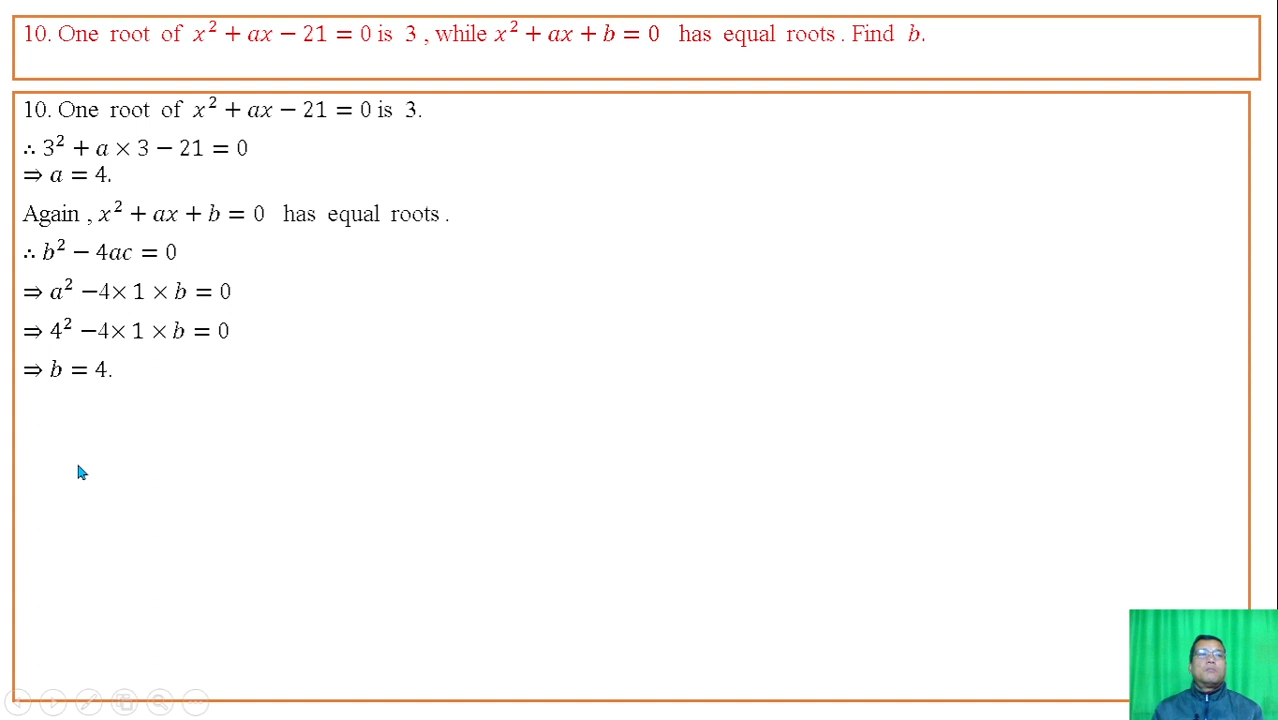 10. One root of x² + ax − 21 = 0 is 3 , while x² + ax + b = 0 has equal roots . Find b.
10. One root of x² + ax − 21 = 0 is 3.
∴ 3² + a × 3 − 21 = 0
⇒ a = 4.
Again , x² + ax + b = 0 has equal roots .
∴ b² − 4ac = 0
⇒ a² −4× 1 × b = 0
⇒ 4² −4× 1 × b = 0
⇒ b = 4.